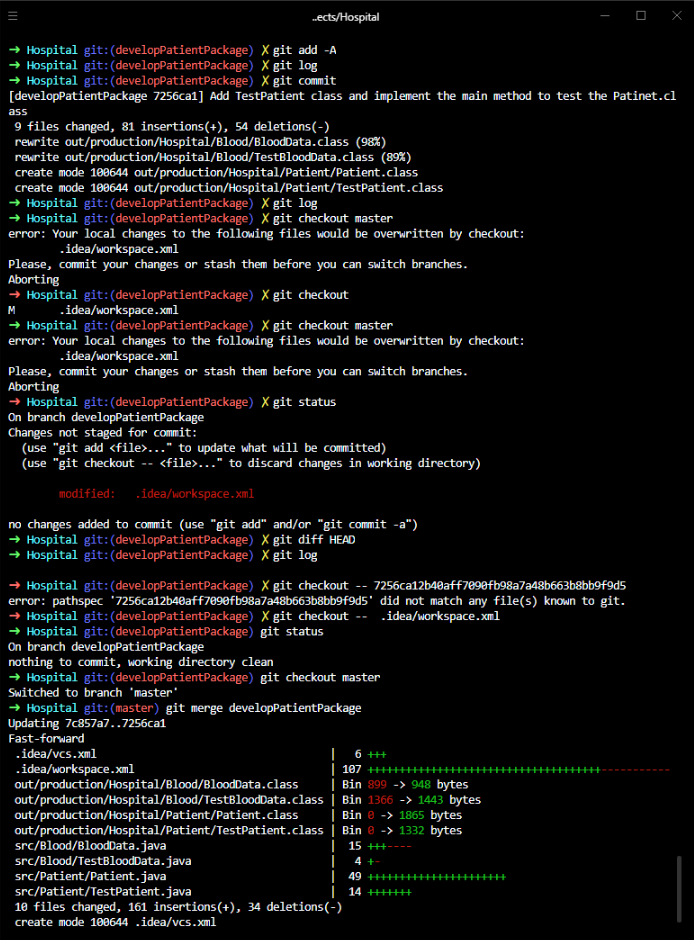 ..ects/Hospital
➜ Hospital git:(developPatientPackage) ✗ git add -A
➜ Hospital git:(developPatientPackage) ✗ git log
➜ Hospital git:(developPatientPackage) ✗ git commit
[developPatientPackage 7256ca1] Add TestPatient class and implement the main method to test the Patinet.cl
ass
 9 files changed, 81 insertions(+), 54 deletions(-)
 rewrite out/production/Hospital/Blood/BloodData.class (98%)
 rewrite out/production/Hospital/Blood/TestBloodData.class (89%)
 create mode 100644 out/production/Hospital/Patient/Patient.class
 create mode 100644 out/production/Hospital/Patient/TestPatient.class
➜ Hospital git:(developPatientPackage) ✗ git log
➜ Hospital git:(developPatientPackage) ✗ git checkout master
error: Your local changes to the following files would be overwritten by checkout:
        .idea/workspace.xml
Please, commit your changes or stash them before you can switch branches.
Aborting
➜ Hospital git:(developPatientPackage) ✗ git checkout
M       .idea/workspace.xml
➜ Hospital git:(developPatientPackage) ✗ git checkout master
error: Your local changes to the following files would be overwritten by checkout:
        .idea/workspace.xml
Please, commit your changes or stash them before you can switch branches.
Aborting
➜ Hospital git:(developPatientPackage) ✗ git status
On branch developPatientPackage
Changes not staged for commit:
  (use "git add <file>..." to update what will be committed)
  (use "git checkout -- <file>..." to discard changes in working directory)
        modified:   .idea/workspace.xml
no changes added to commit (use "git add" and/or "git commit -a")
➜ Hospital git:(developPatientPackage) ✗ git diff HEAD
➜ Hospital git:(developPatientPackage) ✗ git log
➜ Hospital git:(developPatientPackage) ✗ git checkout -- 7256ca12b40aff7090fb98a7a48b663b8bb9f9d5
error: pathspec '7256ca12b40aff7090fb98a7a48b663b8bb9f9d5' did not match any file(s) known to git.
➜ Hospital git:(developPatientPackage) ✗ git checkout --  .idea/workspace.xml
➜ Hospital git:(developPatientPackage) git status
On branch developPatientPackage
nothing to commit, working directory clean
➜ Hospital git:(developPatientPackage) git checkout master
Switched to branch 'master'
➜ Hospital git:(master) git merge developPatientPackage
Updating 7c857a7..7256ca1
Fast-forward
 .idea/vcs.xml                                     |   6 +++
 .idea/workspace.xml                               | 107 +++++++++++++++++++++++++++++++++++++-----------
 out/production/Hospital/Blood/BloodData.class     | Bin 899 -> 948 bytes
 out/production/Hospital/Blood/TestBloodData.class | Bin 1366 -> 1443 bytes
 out/production/Hospital/Patient/Patient.class     | Bin 0 -> 1865 bytes
 out/production/Hospital/Patient/TestPatient.class | Bin 0 -> 1332 bytes
 src/Blood/BloodData.java                          |  15 +++----
 src/Blood/TestBloodData.java                      |   4 +-
 src/Patient/Patient.java                          |  49 ++++++++++++++++++++++
 src/Patient/TestPatient.java                      |  14 +++++++
 10 files changed, 161 insertions(+), 34 deletions(-)
 create mode 100644 .idea/vcs.xml